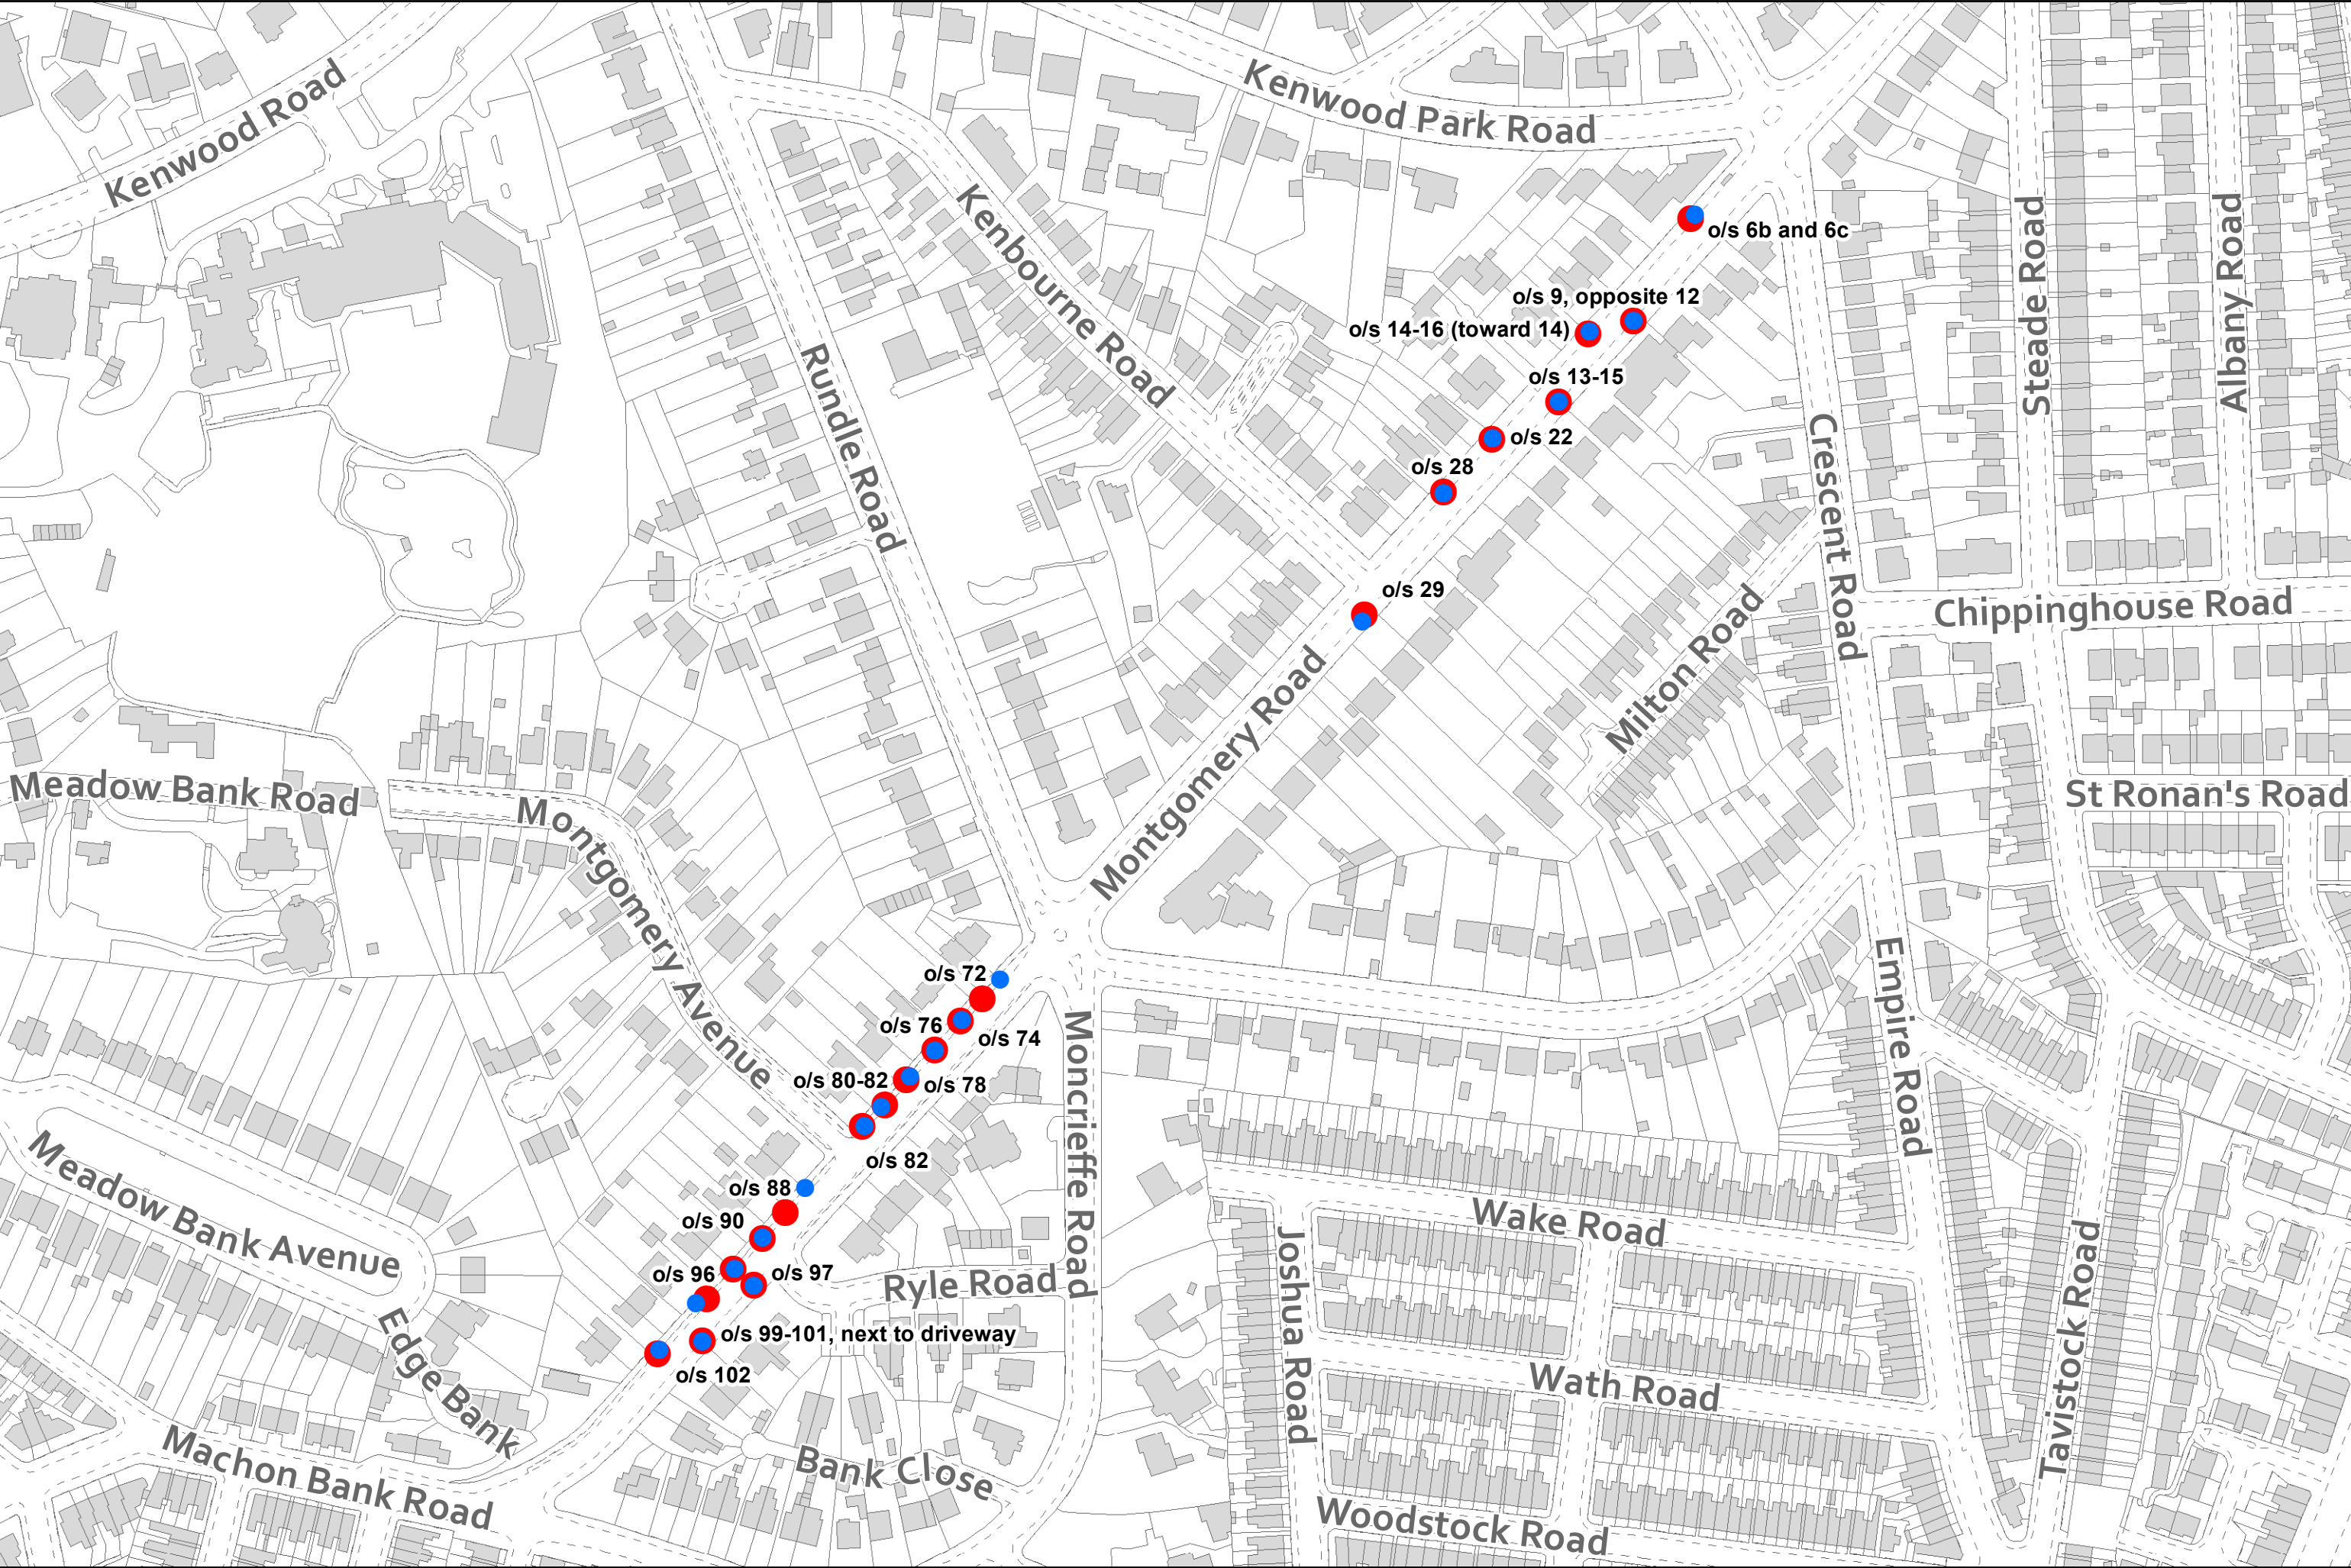 Kenwood Road
Kenwood Park Road
Kenbourne Road
Rundle Road
Steade Road
Albany Road
o/s 6b and 6c
o/s 9, opposite 12
o/s 14-16 (toward 14)
o/s 13-15
o/s 22
o/s 28
Crescent Road
o/s 29
Chippinghouse Road
Milton Road
Montgomery Road
Meadow Bank Road
St Ronan's Road
Montgomery Avenue
o/s 72
o/s 76
o/s 74
o/s 80-82
o/s 78
o/s 82
Moncrieffe Road
Empire Road
Meadow Bank Avenue
o/s 88
o/s 90
o/s 96
o/s 97
Ryle Road
Wake Road
Joshua Road
Tavistock Road
o/s 99-101, next to driveway
o/s 102
Edge Bank
Wath Road
Machon Bank Road
Bank Close
Woodstock Road